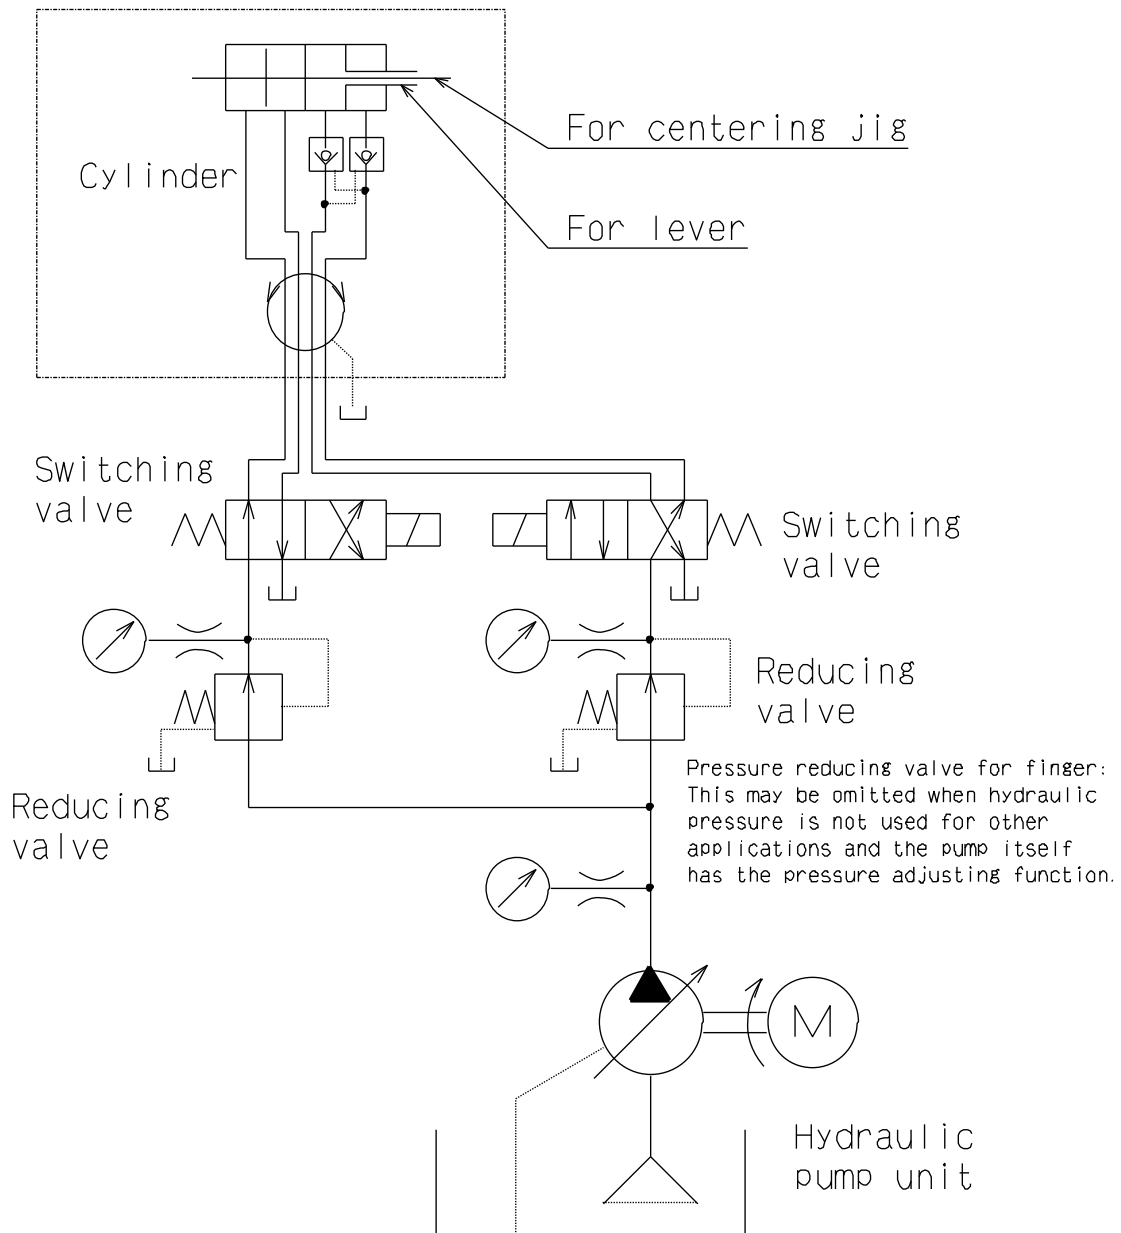 For centering jig
Cylinder
For lever
Switching
valve
Switching
valve
Reducing
valve
Pressure reducing valve for finger:
This may be omitted when hydraulic
pressure is not used for other
applications and the pump itself
has the pressure adjusting function.
Reducing
valve
M
Hydraulic
pump unit